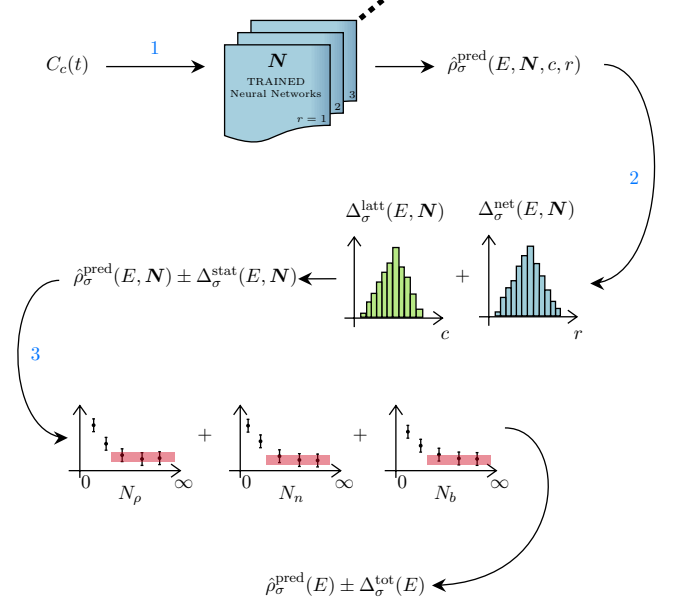 1
C_c(t)
N
TRAINED
Neural Networks
r = 1
2
3
ρ̂_σ^pred(E, N, c, r)
2
Δ_σ^latt(E, N)
Δ_σ^net(E, N)
ρ̂_σ^pred(E, N) ± Δ_σ^stat(E, N)
+
c
r
3
+
+
0
N_ρ
∞
0
N_n
∞
0
N_b
∞
ρ̂_σ^pred(E) ± Δ_σ^tot(E)